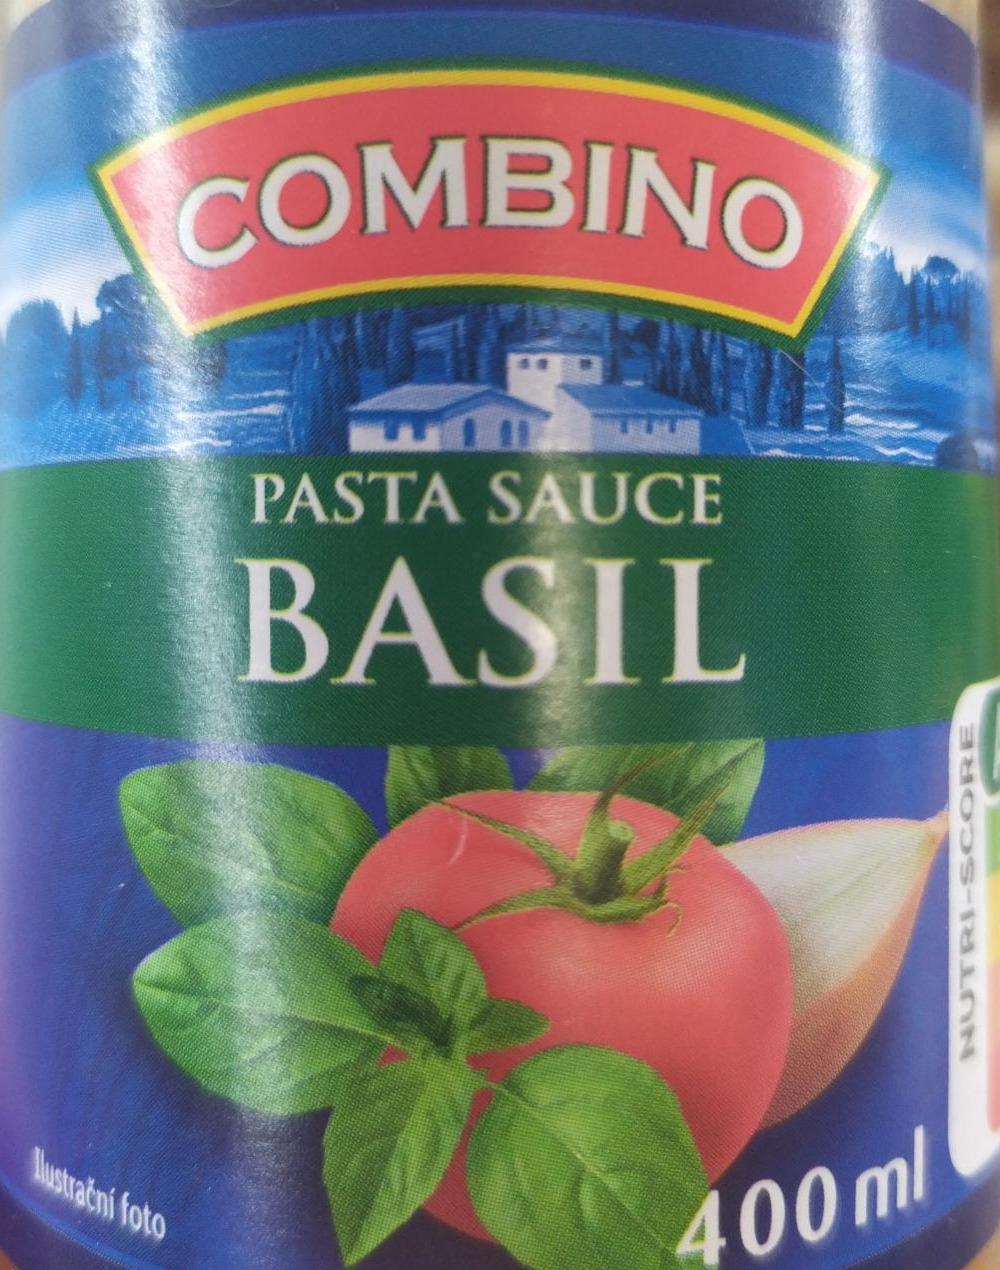 COMBINO
PASTA SAUCE
BASIL
NUTRI-SCORE
Ilustrační foto
400 ml